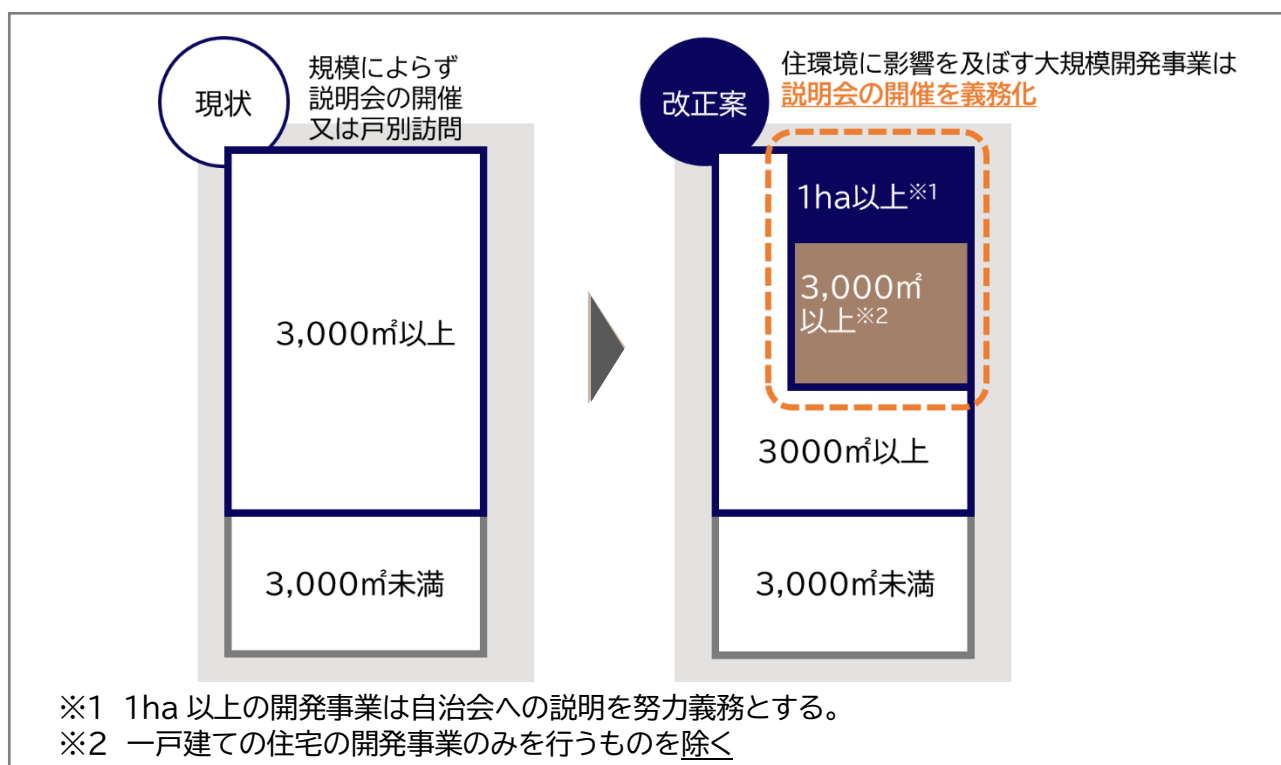 現状
規模によらず
説明会の開催
又は戸別訪問
3,000㎡以上
3,000㎡未満
改正案
住環境に影響を及ぼす大規模開発事業は
説明会の開催を義務化
1ha以上※1
3,000㎡
以上※2
3000㎡以上
3,000㎡未満
※1 1ha 以上の開発事業は自治会への説明を努力義務とする。
※2 一戸建ての住宅の開発事業のみを行うものを除く